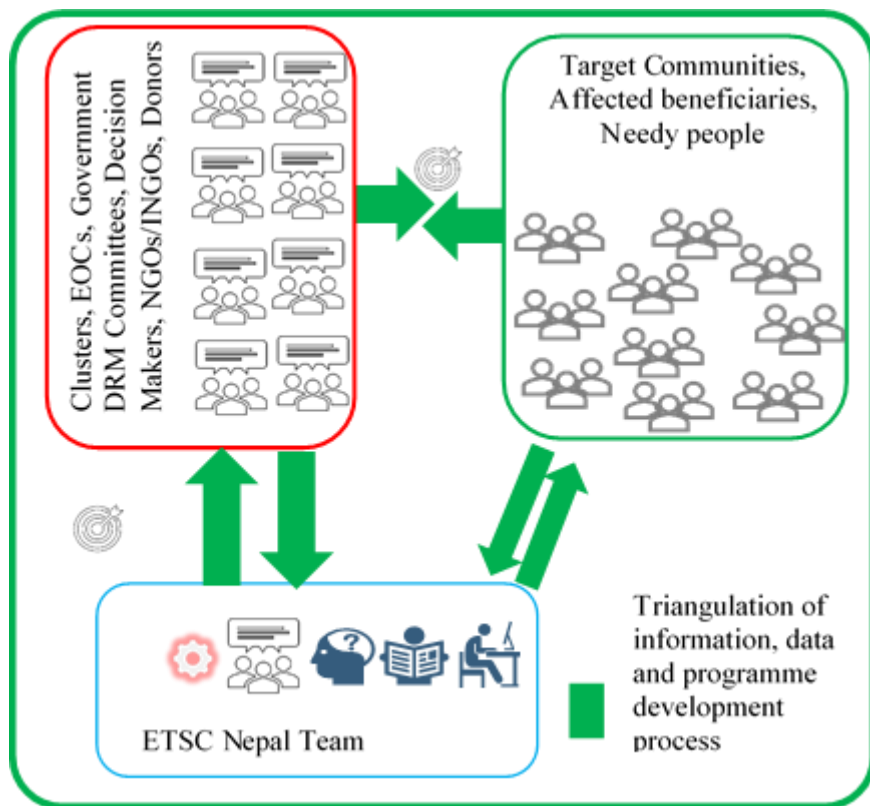 Clusters, EOCs, Government
DRM Committees, Decision
Makers, NGOs/INGOs, Donors
Target Communities,
Affected beneficiaries,
Needy people
?
ETSC Nepal Team
Triangulation of
information, data
and programme
development
process